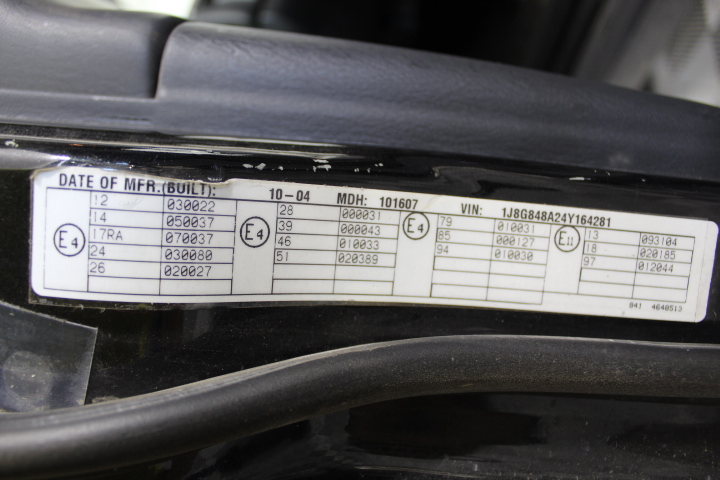 DATE OF MFR.(BUILT): 10-04 MDH: 101607 VIN: 1J8G848A24Y164281
E4 12 030022 E4 28 000031 E4 79 010031 E11 13 093104
14 050037 39 000043 85 000127 18 020185
17RA 070037 46 010033 94 010030 97 012044
24 030080 51 020389
26 020027
841 4640513